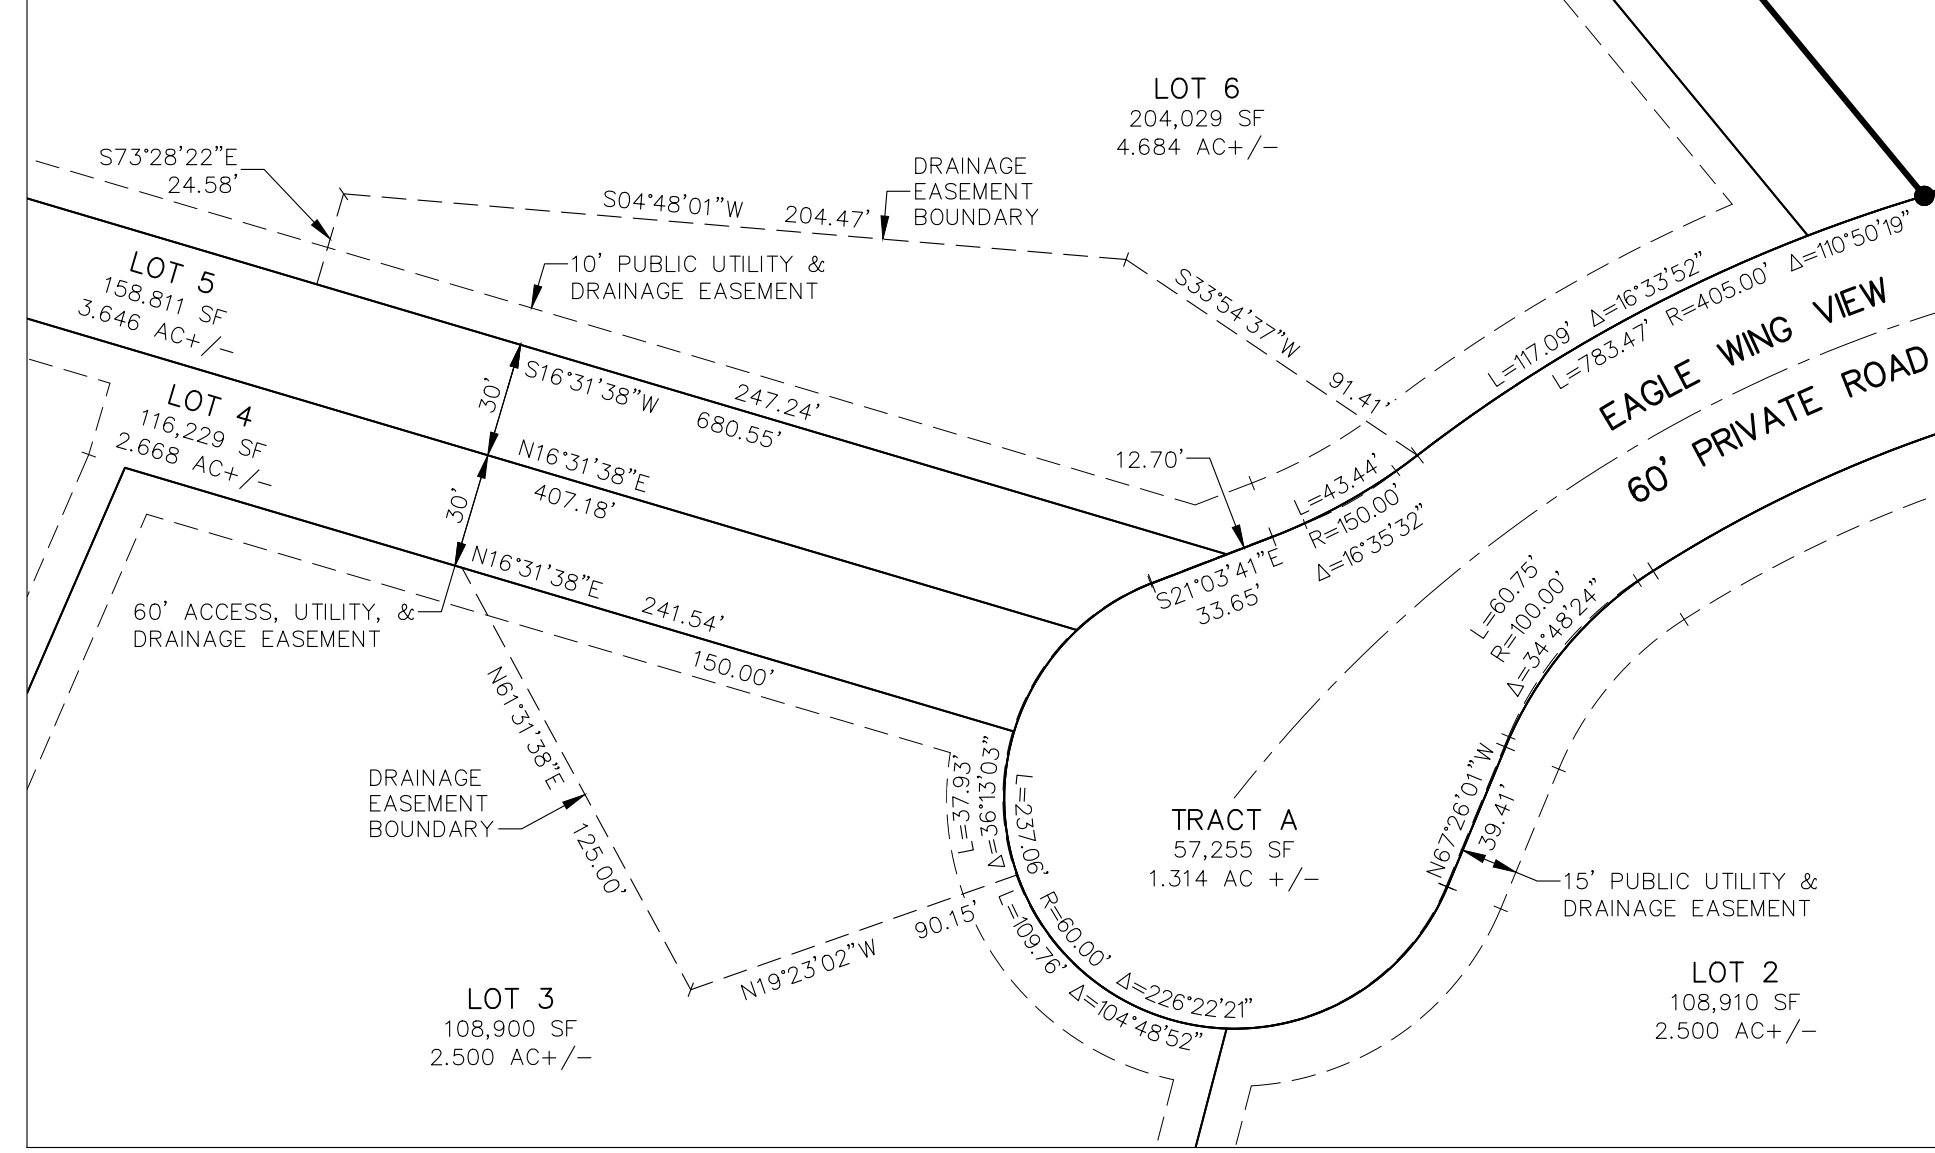 LOT 6
204,029 SF
4.684 AC+/-
S73°28'22"E
24.58'
DRAINAGE
EASEMENT
BOUNDARY
S04°48'01"W 204.47'
10' PUBLIC UTILITY &
DRAINAGE EASEMENT
S33°54'37"W
91.41'
LOT 5
158.811 SF
3.646 AC+/-
L=117.09' Δ=16°33'52"
L=783.47' R=405.00' Δ=110°50'19"
EAGLE WING VIEW
60' PRIVATE ROAD
30'
S16°31'38"W 247.24'
680.55'
LOT 4
116,229 SF
2.668 AC+/-
N16°31'38"E
407.18'
30'
12.70'
L=43.44'
R=150.00'
Δ=16°35'32"
S21°03'41"E
33.65'
N16°31'38"E 241.54'
150.00'
60' ACCESS, UTILITY, &
DRAINAGE EASEMENT
L=60.75'
R=100.00'
Δ=34°48'24"
N61°31'38"E
125.00'
DRAINAGE
EASEMENT
BOUNDARY
L=37.93'
Δ=36°13'03"
L=237.06' R=60.00' Δ=226°22'21"
L=109.76' Δ=104°48'52"
TRACT A
57,255 SF
1.314 AC +/-
N67°26'01"W
39.41'
15' PUBLIC UTILITY &
DRAINAGE EASEMENT
N19°23'02"W 90.15'
LOT 3
108,900 SF
2.500 AC+/-
LOT 2
108,910 SF
2.500 AC+/-